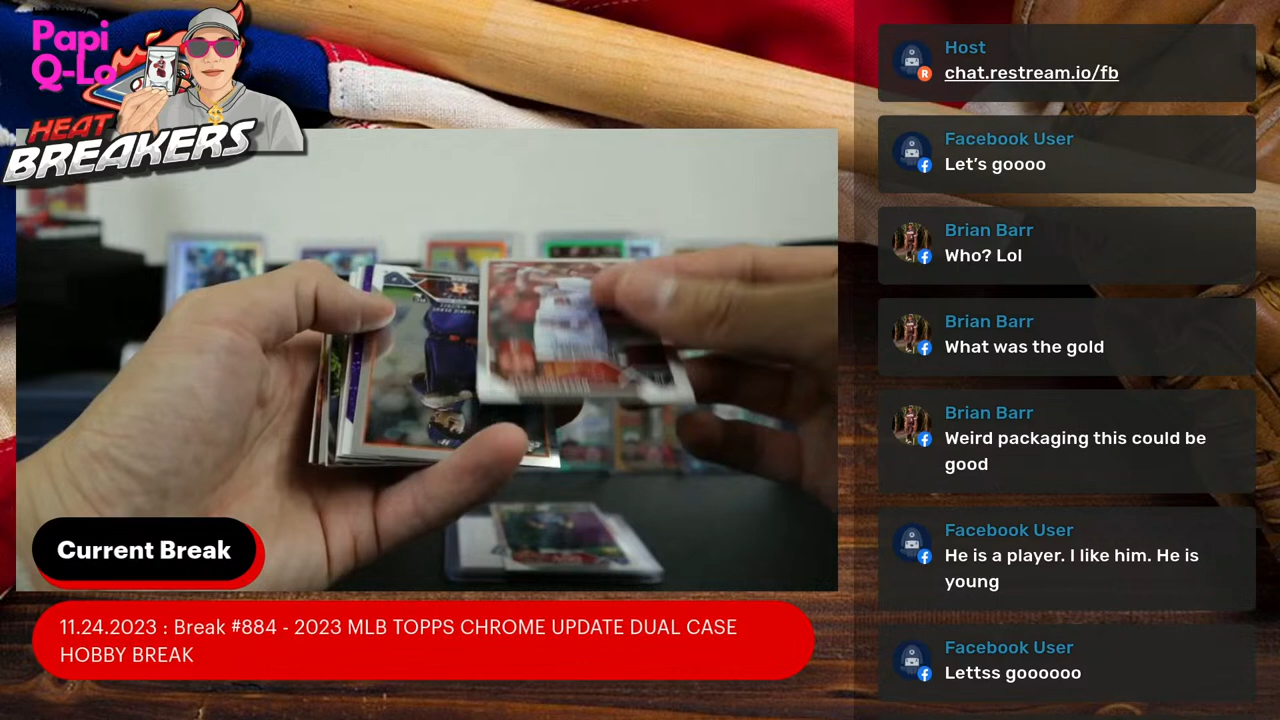 Papi
Q-Lo
HEAT
BREAKERS
Current Break
11.24.2023 : Break #884 - 2023 MLB TOPPS CHROME UPDATE DUAL CASE
HOBBY BREAK
Host
chat.restream.io/fb
Facebook User
Let’s goooo
Brian Barr
Who? Lol
Brian Barr
What was the gold
Brian Barr
Weird packaging this could be
good
Facebook User
He is a player. I like him. He is
young
Facebook User
Lettss goooooo